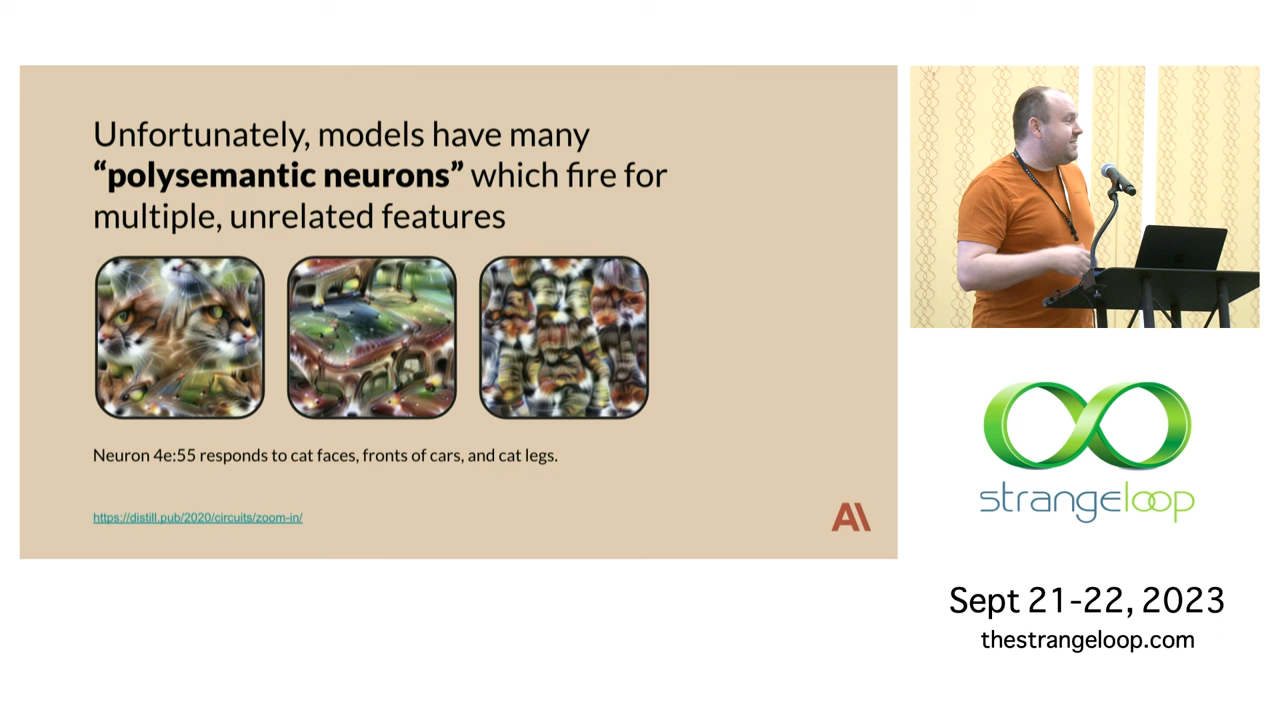 Unfortunately, models have many
“polysemantic neurons” which fire for
multiple, unrelated features
Neuron 4e:55 responds to cat faces, fronts of cars, and cat legs.
https://distill.pub/2020/circuits/zoom-in/
AI
strangeloop
Sept 21-22, 2023
thestrangeloop.com